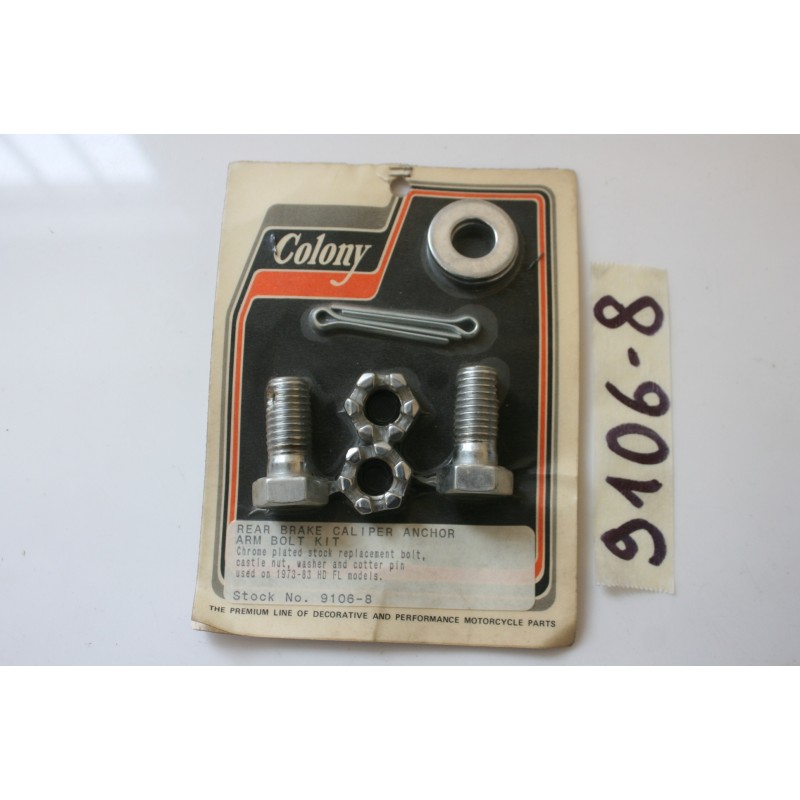 Colony
REAR BRAKE CALIPER ANCHOR
ARM BOLT KIT
Chrome plated stock replacement bolt,
castle nut, washer and cotter pin
used on 1973-83 HD FL models.
Stock No. 9106-8
THE PREMIUM LINE OF DECORATIVE AND PERFORMANCE MOTORCYCLE PARTS
9106-8